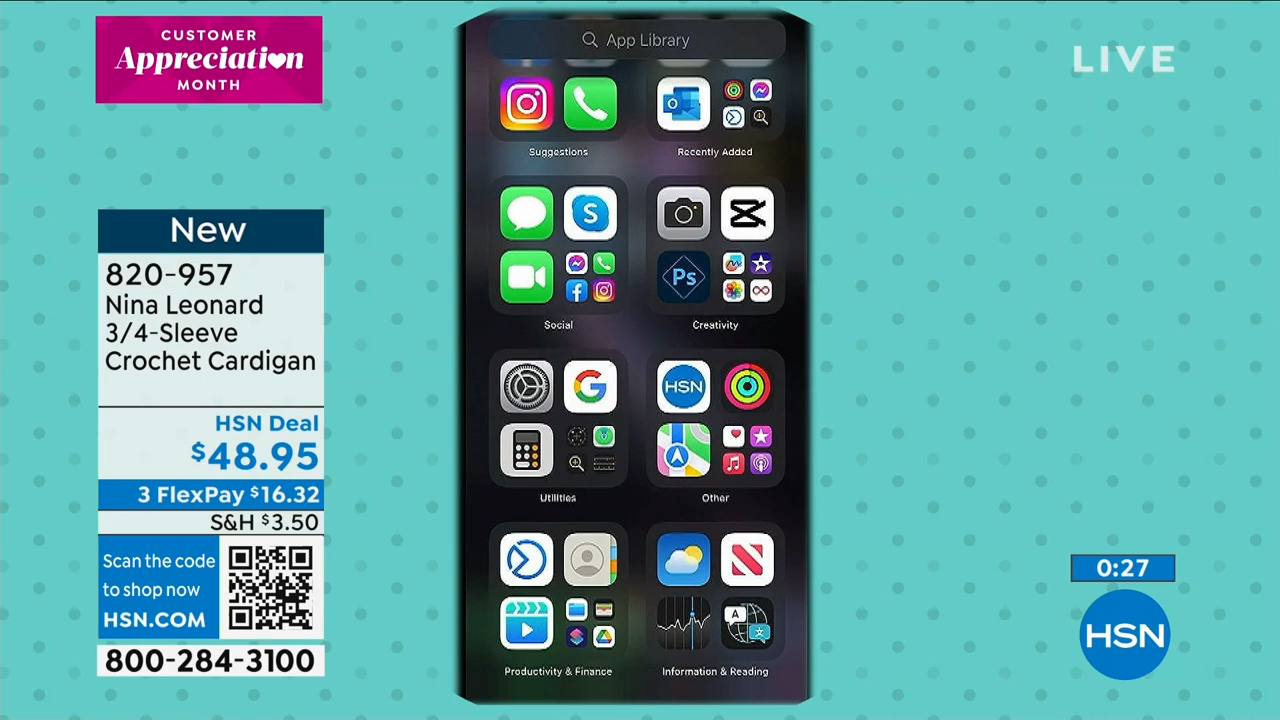 CUSTOMER
Appreciation
MONTH
LIVE
New
820-957
Nina Leonard
3/4-Sleeve
Crochet Cardigan
HSN Deal
$48.95
3 FlexPay $16.32
S&H $3.50
Scan the code
to shop now
HSN.COM
800-284-3100
App Library
Suggestions
Recently Added
S
Ps
Social
Creativity
G
HSN
Utilities
Other
A
Productivity & Finance
Information & Reading
0:27
HSN